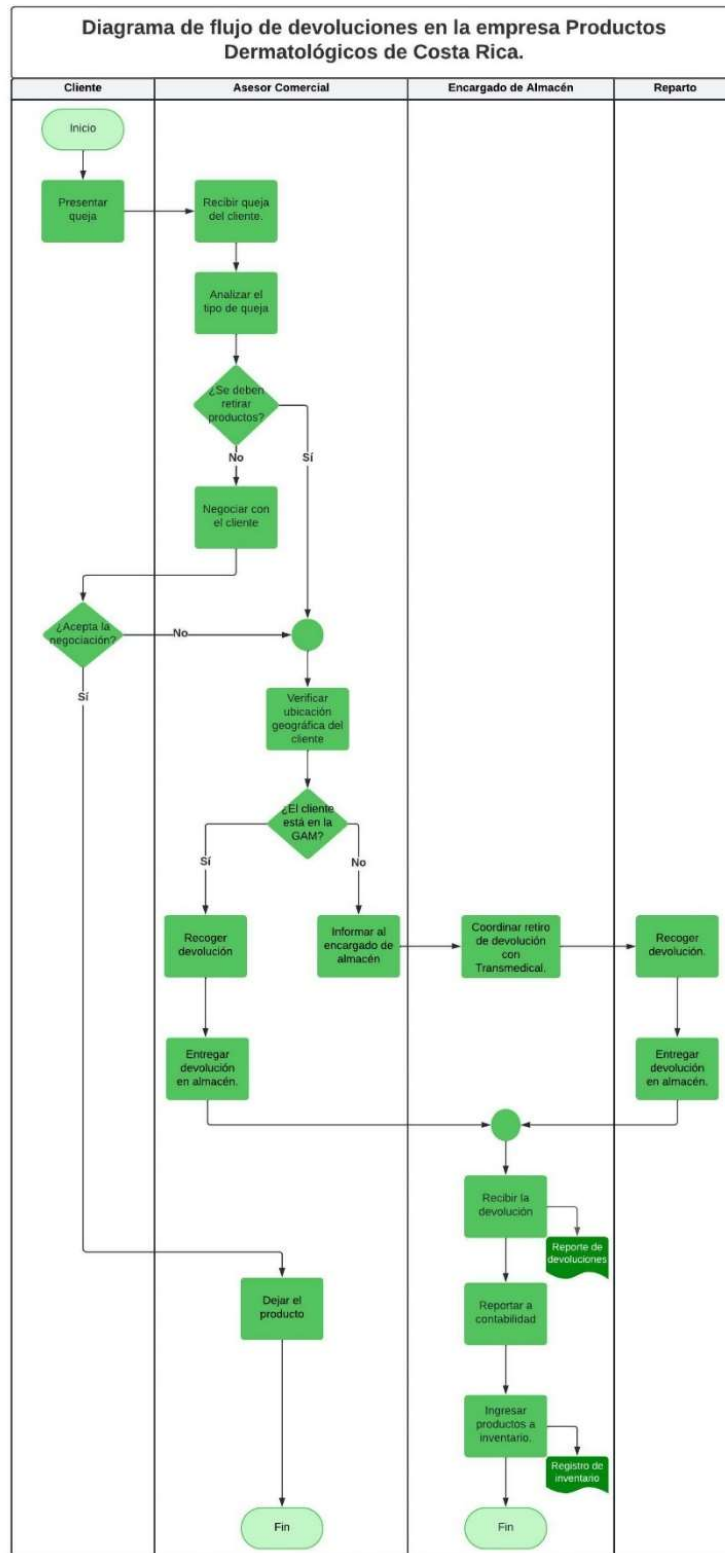 Diagrama de flujo de devoluciones en la empresa Productos
Dermatológicos de Costa Rica.
Cliente
Asesor Comercial
Encargado de Almacén
Reparto
Inicio
Presentar
queja
Recibir queja
del cliente.
Analizar el
tipo de queja
¿Se deben
retirar
productos?
No
Sí
Negociar con
el cliente
¿Acepta la
negociación?
No
Sí
Verificar
ubicación
geográfica del
cliente
¿El cliente
está en la
GAM?
Sí
No
Recoger
devolución
Informar al
encargado de
almacén
Coordinar retiro
de devolución
con
Transmedical.
Recoger
devolución.
Entregar
devolución
en almacén.
Entregar
devolución
en almacén.
Recibir la
devolución
Reporte de
devoluciones
Dejar el
producto
Reportar a
contabilidad
Ingresar
productos a
inventario.
Registro de
inventario
Fin
Fin